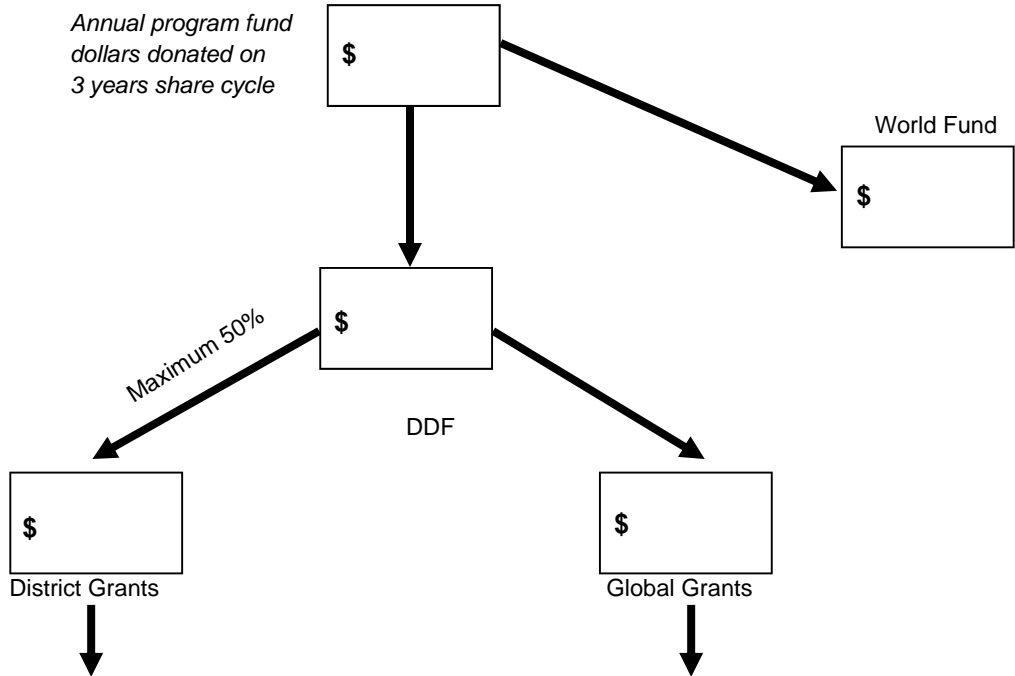 Annual program fund
dollars donated on
3 years share cycle
$
World Fund
$
$
Maximum 50%
DDF
$
$
District Grants
Global Grants